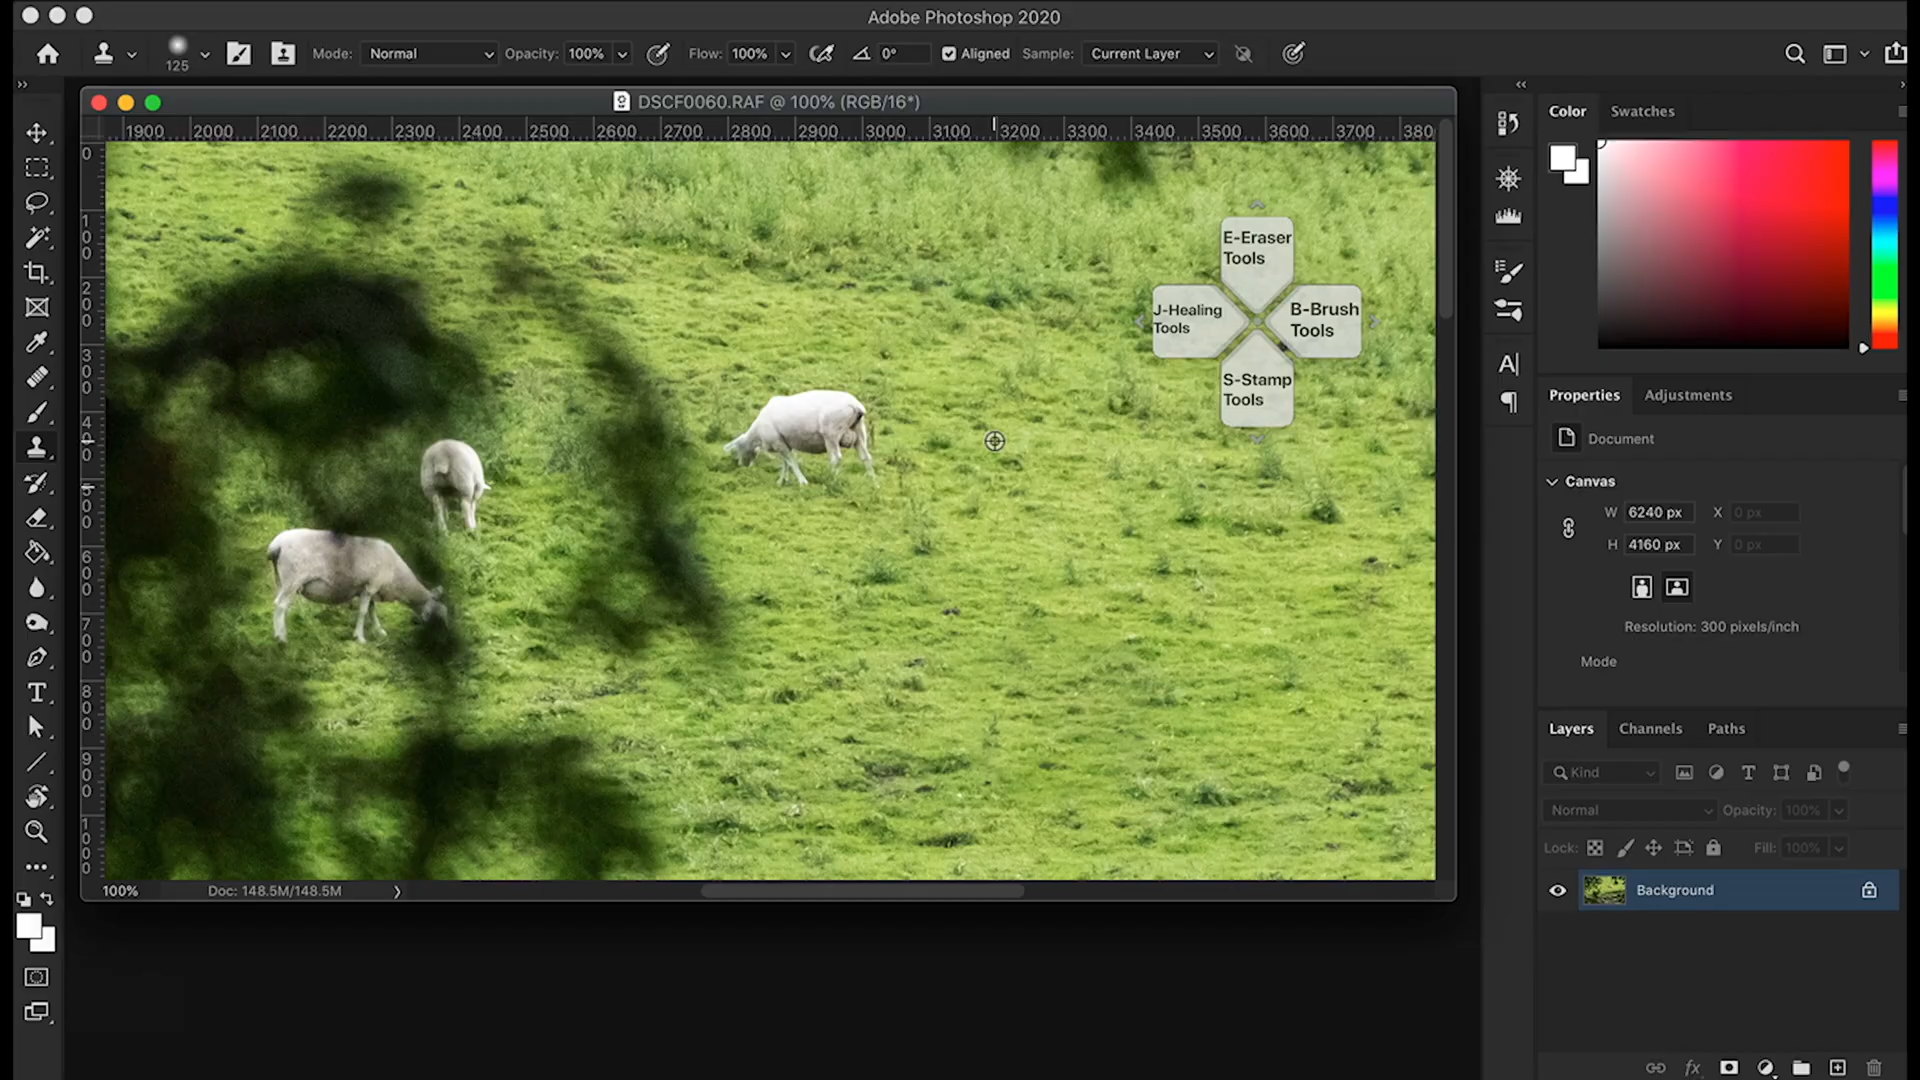 Adobe Photoshop 2020
125 Mode: Normal Opacity: 100% Flow: 100% 0° Aligned Sample: Current Layer
DSCF0060.RAF @ 100% (RGB/16*)
1900 2000 2100 2200 2300 2400 2500 2600 2700 2800 2900 3000 3100 3200 3300 3400 3500 3600 3700 380
0
100
200
300
400
500
600
700
800
900
1000
E-Eraser
Tools
J-Healing
Tools
B-Brush
Tools
S-Stamp
Tools
100% Doc: 148.5M/148.5M
Color Swatches
Properties Adjustments
Document
Canvas
W 6240 px X 0 px
H 4160 px Y 0 px
Resolution: 300 pixels/inch
Mode
Layers Channels Paths
Kind
Normal Opacity: 100%
Lock: Fill: 100%
Background